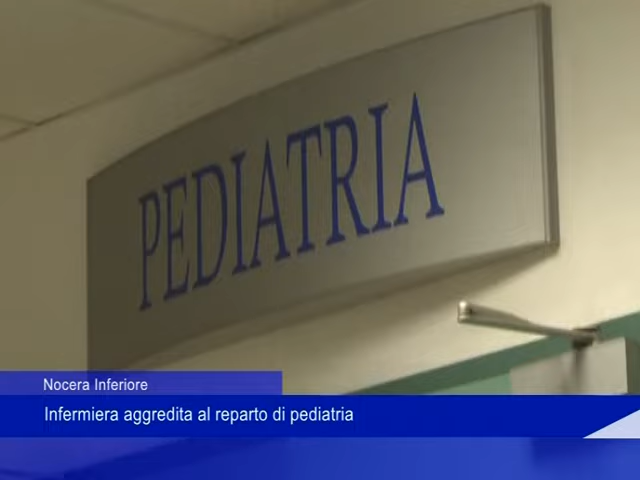 PEDIATRIA
Nocera Inferiore
Infermiera aggredita al reparto di pediatria